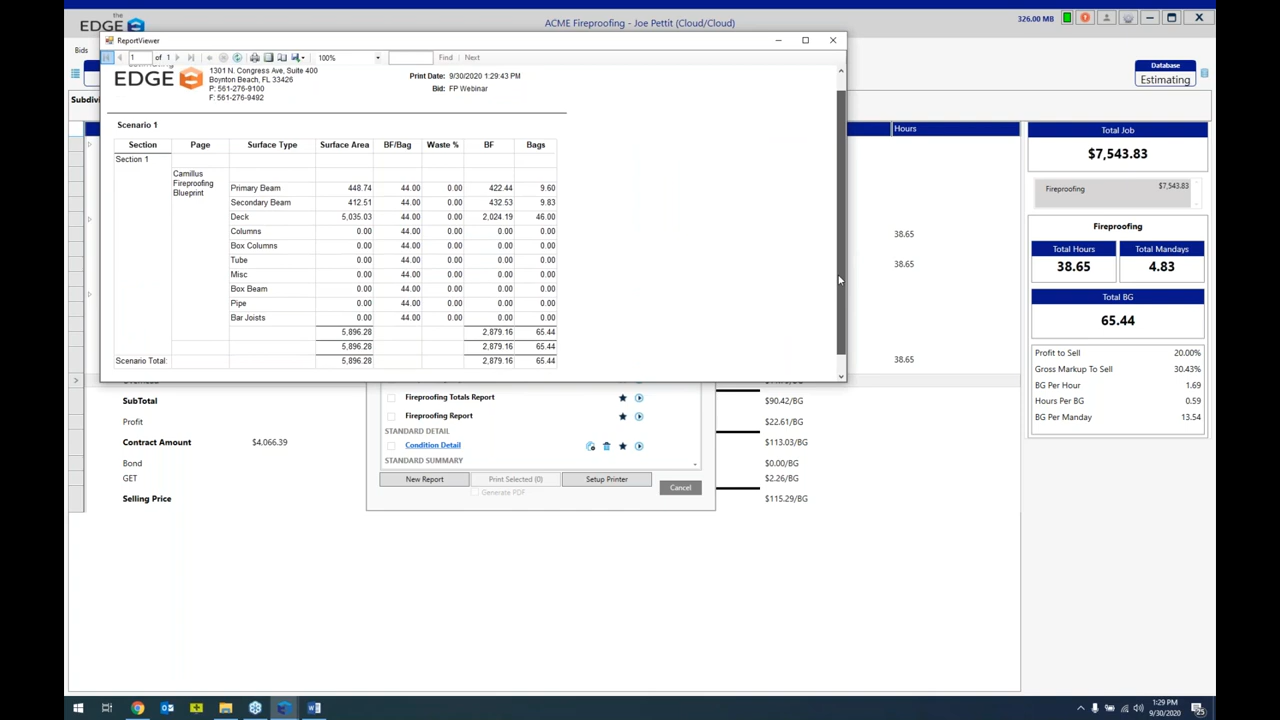 the
EDGE
ACME Fireproofing - Joe Pettit (Cloud/Cloud)
326.00 MB
Bids
ReportViewer
1 of 1
100%
Find Next
Database
Estimating
Subdivi
EDGE
1301 N. Congress Ave, Suite 400
Boynton Beach, FL 33426
P: 561-276-9100
F: 561-276-9492
Print Date: 9/30/2020 1:29:43 PM
Bid: FP Webinar
Scenario 1
Section Page Surface Type Surface Area BF/Bag Waste % BF Bags
Section 1
Camillus
Fireproofing
Blueprint
Primary Beam 448.74 44.00 0.00 422.44 9.60
Secondary Beam 412.51 44.00 0.00 432.53 9.83
Deck 5,035.03 44.00 0.00 2,024.19 46.00
Columns 0.00 44.00 0.00 0.00 0.00
Box Columns 0.00 44.00 0.00 0.00 0.00
Tube 0.00 44.00 0.00 0.00 0.00
Misc 0.00 44.00 0.00 0.00 0.00
Box Beam 0.00 44.00 0.00 0.00 0.00
Pipe 0.00 44.00 0.00 0.00 0.00
Bar Joists 0.00 44.00 0.00 0.00 0.00
5,896.28 2,879.16 65.44
5,896.28 2,879.16 65.44
Scenario Total: 5,896.28 2,879.16 65.44
Hours
38.65
38.65
38.65
Total Job
$7,543.83
Fireproofing $7,543.83
Fireproofing
Total Hours
38.65
Total Mandays
4.83
Total BG
65.44
Profit to Sell 20.00%
Gross Markup To Sell 30.43%
BG Per Hour 1.69
Hours Per BG 0.59
BG Per Manday 13.54
SubTotal $90.42/BG
Profit $22.61/BG
Contract Amount $4,066.39 $113.03/BG
Bond $0.00/BG
GET $2.26/BG
Selling Price $115.29/BG
Fireproofing Totals Report
Fireproofing Report
STANDARD DETAIL
Condition Detail
STANDARD SUMMARY
New Report
Print Selected (0)
Setup Printer
Generate PDF
Cancel
1:29 PM
9/30/2020
25